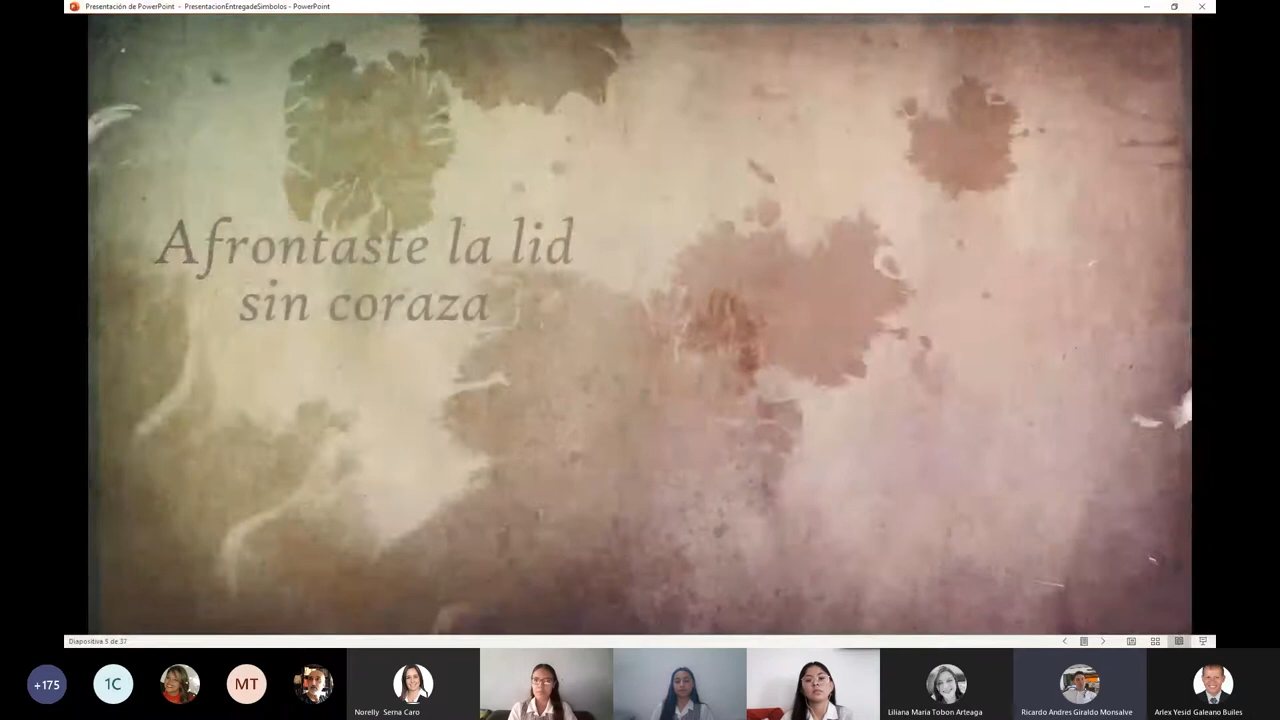 Presentación de PowerPoint - PresentacionEntregadeSimbolos - PowerPoint
Afrontaste la lid
sin coraza
Diapositiva 5 de 37
+175
1C
MT
Norelly Serna Caro
Liliana Maria Tobon Arteaga
Ricardo Andres Giraldo Monsalve
Arlex Yesid Galeano Builes